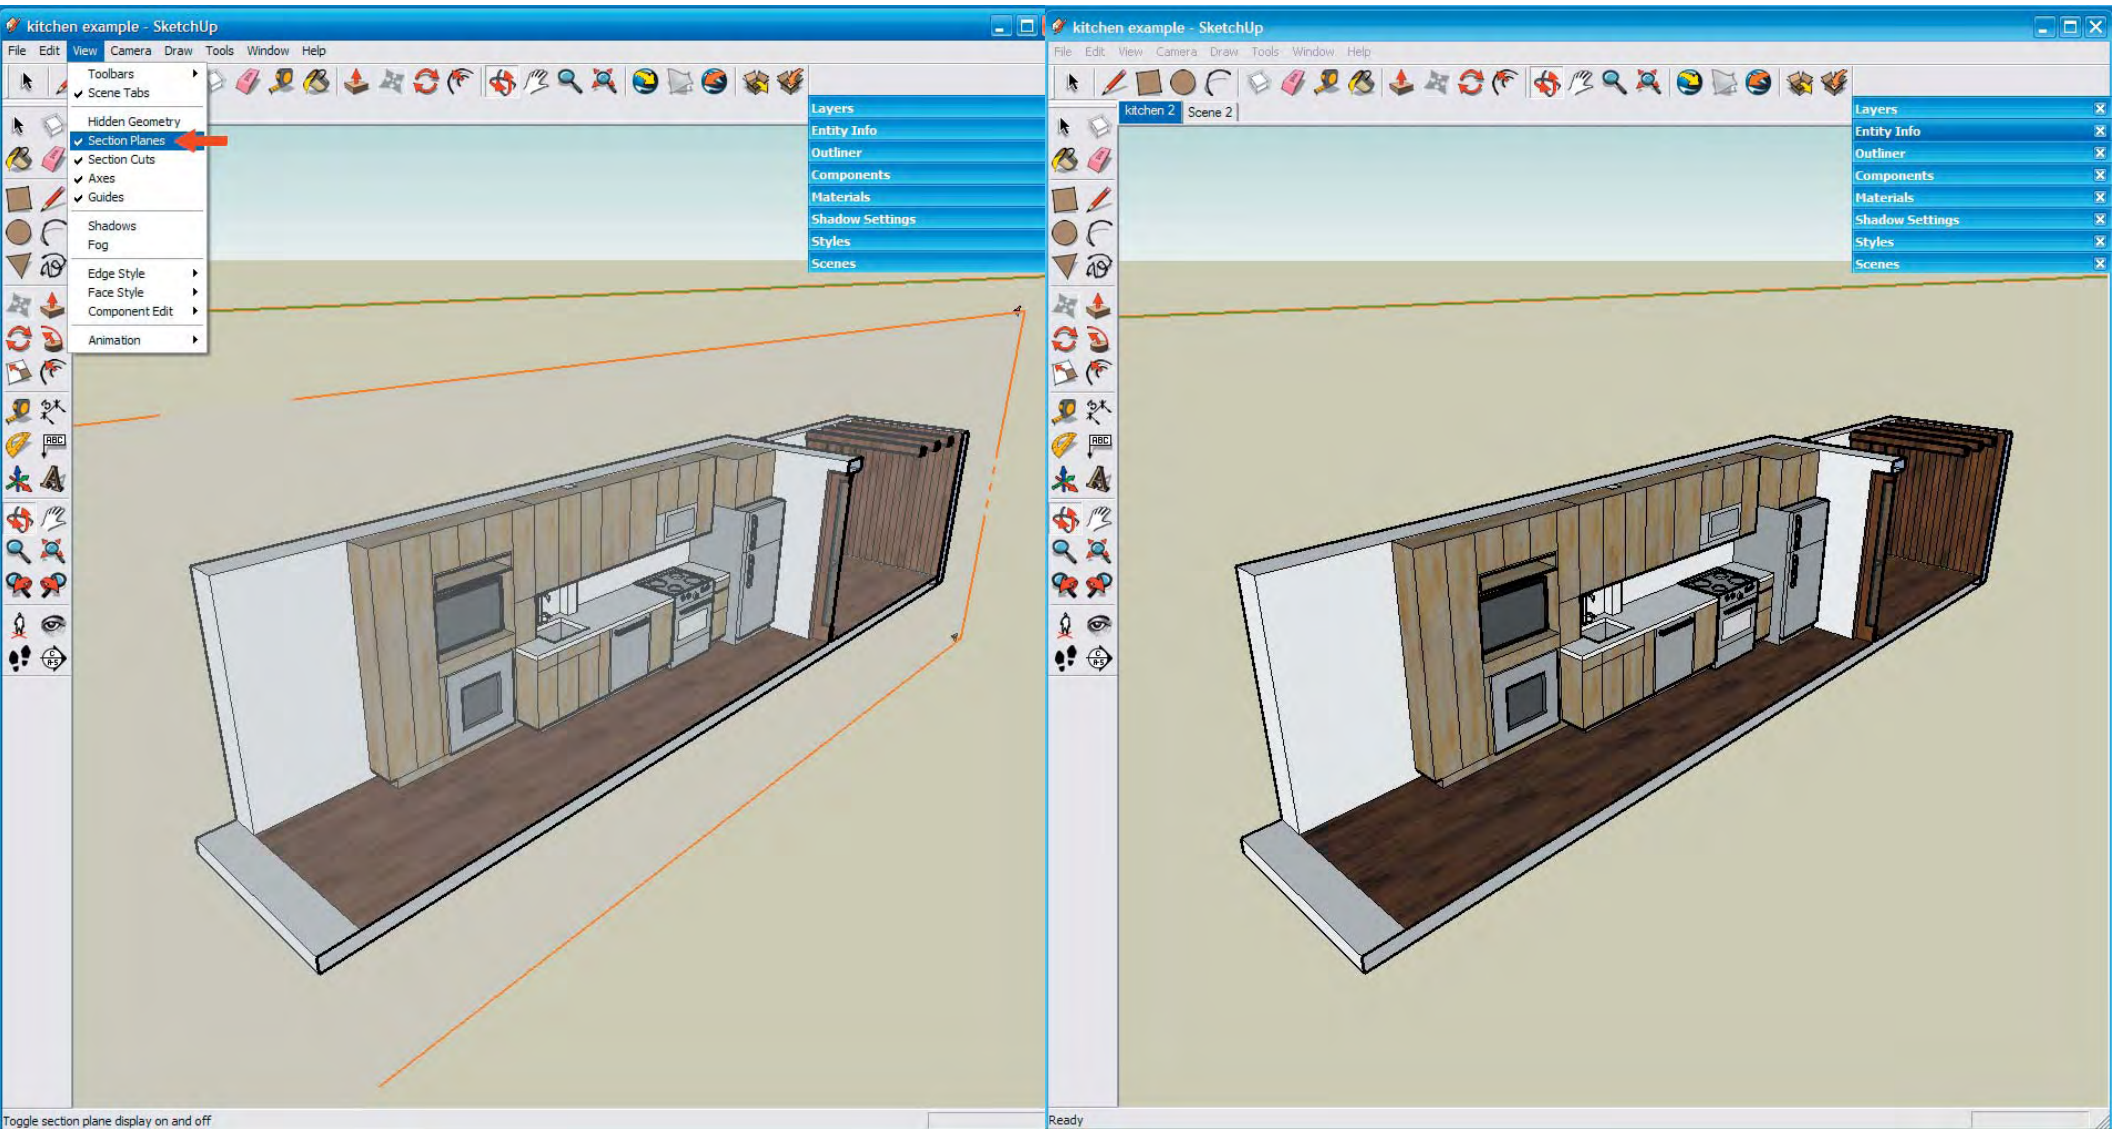 kitchen example - SketchUp
File Edit View Camera Draw Tools Window Help
Toolbars
Scene Tabs
Hidden Geometry
Section Planes
Section Cuts
Axes
Guides
Shadows
Fog
Edge Style
Face Style
Component Edit
Animation
Layers
Entity Info
Outliner
Components
Materials
Shadow Settings
Styles
Scenes
ABC
Toggle section plane display on and off
kitchen example - SketchUp
File Edit View Camera Draw Tools Window Help
kitchen 2 Scene 2
Layers
Entity Info
Outliner
Components
Materials
Shadow Settings
Styles
Scenes
ABC
Ready